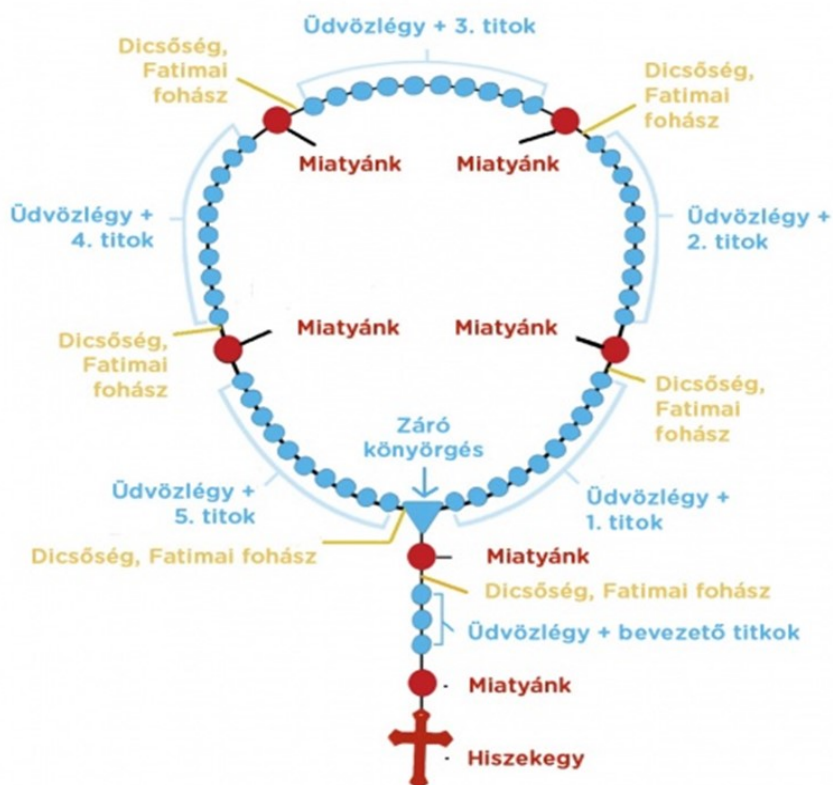 Üdvözlégy + 3. titok
Dicsőség,
Fatimai
fohász
Dicsőség,
Fatimai
fohász
Miatyánk
Miatyánk
Üdvözlégy +
4. titok
Üdvözlégy +
2. titok
Miatyánk
Miatyánk
Dicsőség,
Fatimai
fohász
Dicsőség,
Fatimai
fohász
Záró
könyörgés
Üdvözlégy +
5. titok
Üdvözlégy +
1. titok
Dicsőség, Fatimai fohász
Miatyánk
Dicsőség, Fatimai fohász
Üdvözlégy + bevezető titkok
Miatyánk
Hiszekegy